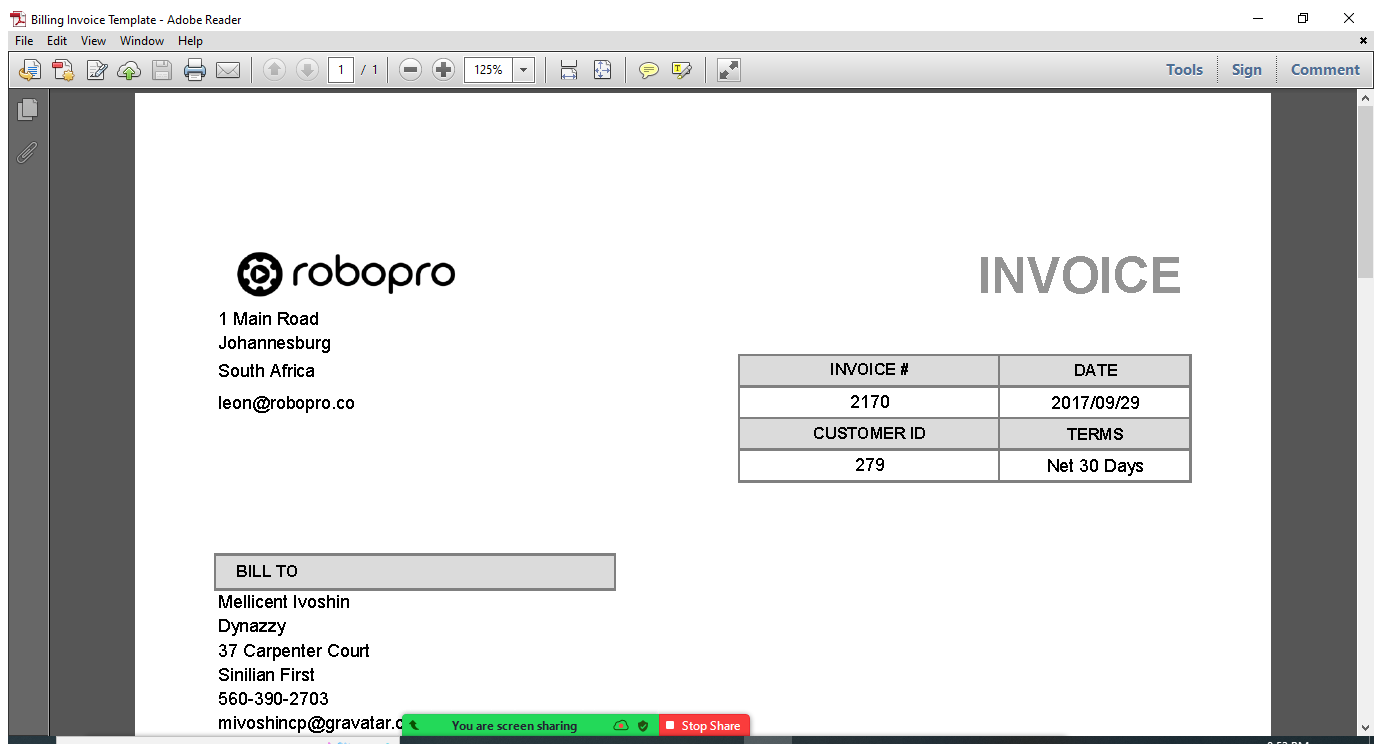 Billing Invoice Template - Adobe Reader
File Edit View Window Help
1 / 1 125% Tools Sign Comment
robopro
INVOICE
1 Main Road
Johannesburg
South Africa
leon@robopro.co
INVOICE # DATE
2170 2017/09/29
CUSTOMER ID TERMS
279 Net 30 Days
BILL TO
Mellicent Ivoshin
Dynazzy
37 Carpenter Court
Sinilian First
560-390-2703
mivoshincp@gravatar.c
You are screen sharing Stop Share